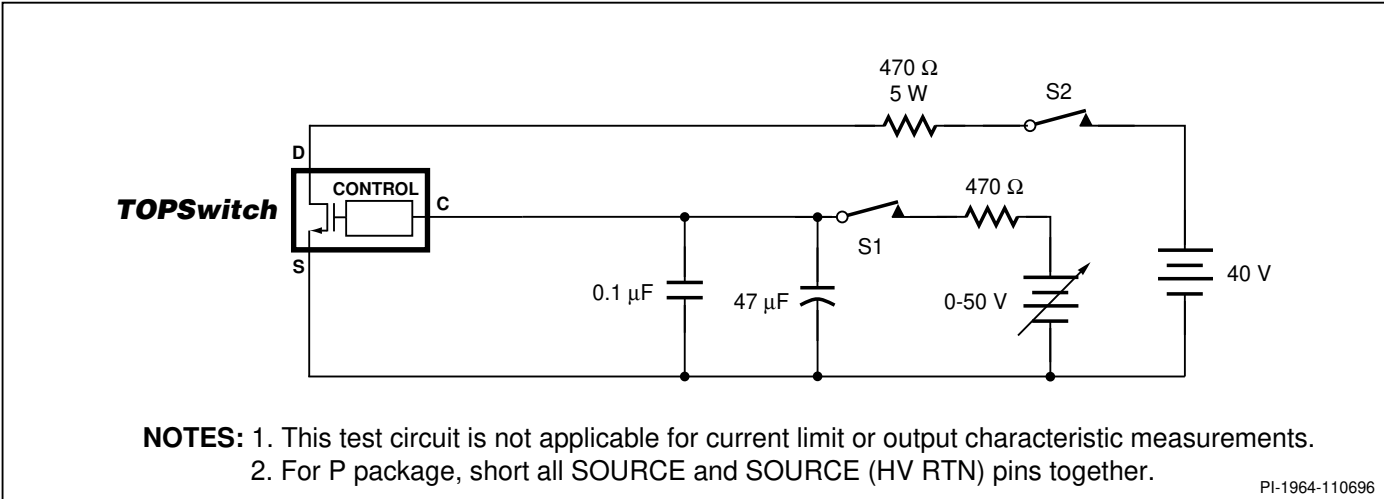 470 Ω
5 W
S2
D
CONTROL
TOPSwitch
C
470 Ω
S1
S
0.1 µF
47 µF
0-50 V
40 V
NOTES: 1. This test circuit is not applicable for current limit or output characteristic measurements.
2. For P package, short all SOURCE and SOURCE (HV RTN) pins together.
PI-1964-110696